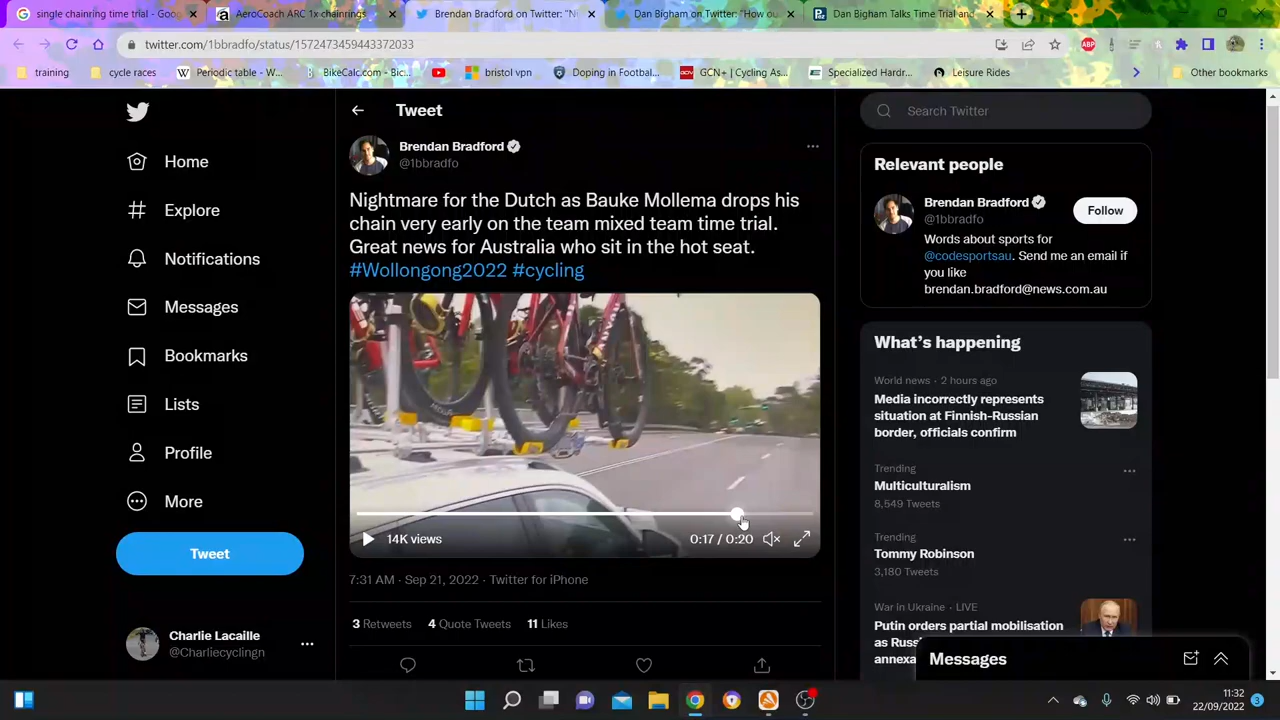 single chainring time trial - Goo
AeroCoach ARC 1x chainrings
Brendan Bradford on Twitter: "N
Dan Bigham on Twitter: "How ou
Dan Bigham Talks Time Trial and
twitter.com/1bbradfo/status/1572473459443312033
training
cycle races
Periodic table - W...
BikeCalc.com - Bic...
bristol vpn
Doping in Footbal...
GCN+ | Cycling As...
Specialized Hardr...
Leisure Rides
Other bookmarks
Tweet
Search Twitter
Home
Explore
Notifications
Messages
Bookmarks
Lists
Profile
More
Tweet
Charlie Lacaille
@Charliecyclingn
Brendan Bradford
@1bbradfo
Nightmare for the Dutch as Bauke Mollema drops his
chain very early on the team mixed team time trial.
Great news for Australia who sit in the hot seat.
#Wollongong2022 #cycling
14K views
0:17 / 0:20
7:31 AM · Sep 21, 2022 · Twitter for iPhone
3 Retweets 4 Quote Tweets 11 Likes
Relevant people
Brendan Bradford
@1bbradfo
Follow
Words about sports for
@codesportsau. Send me an email if
you like
brendan.bradford@news.com.au
What's happening
World news · 2 hours ago
Media incorrectly represents
situation at Finnish-Russian
border, officials confirm
Trending
Multiculturalism
8,549 Tweets
Trending
Tommy Robinson
3,180 Tweets
War in Ukraine · LIVE
Putin orders partial mobilisation
as Rus
annexa
Messages
11:32
22/09/2022
3